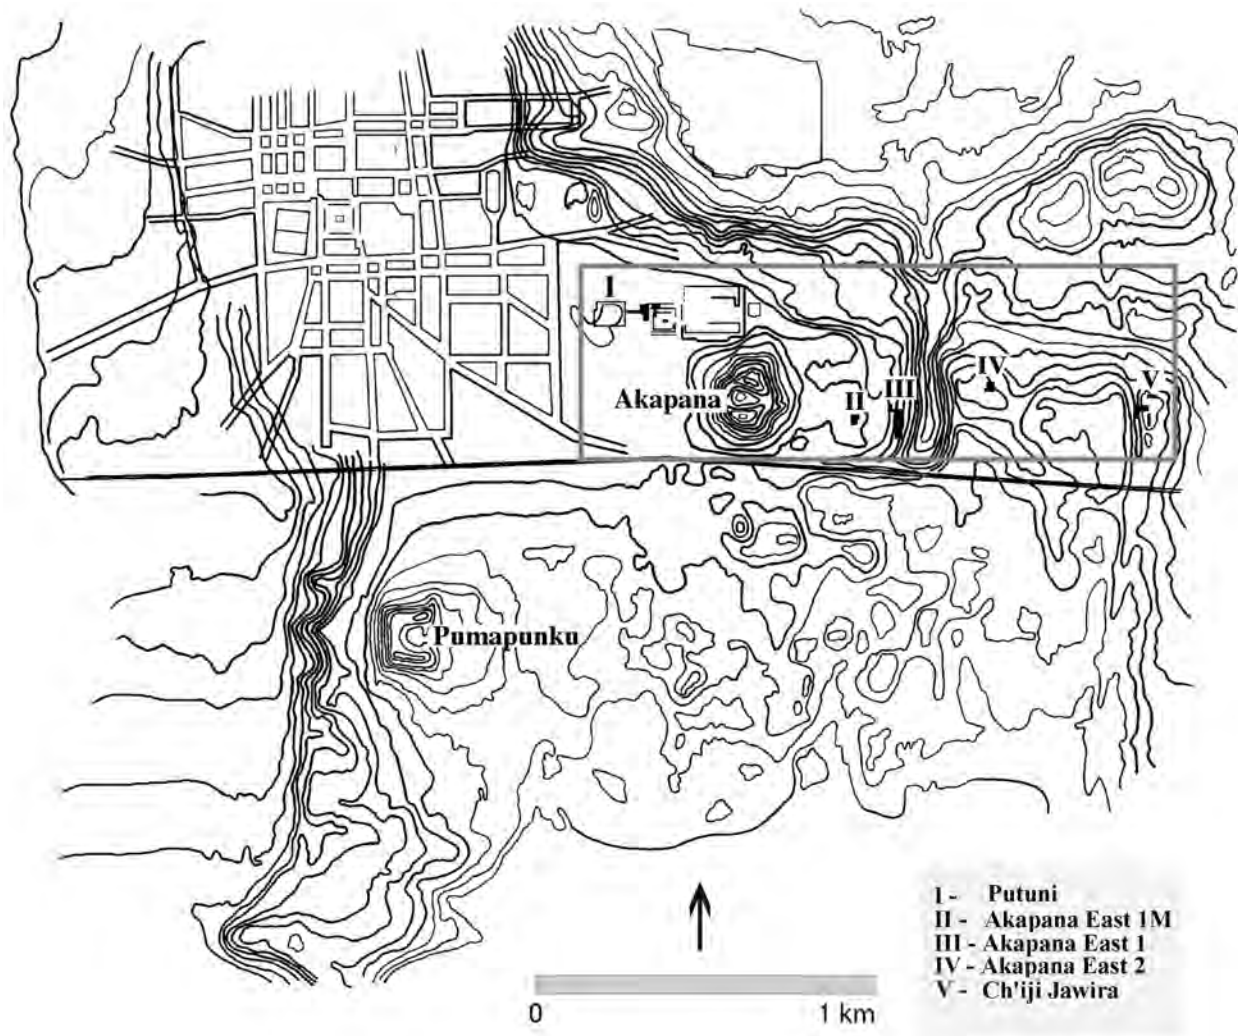 I
IV
V
III
II
Akapana
Pumapunku
I - Putuni
II - Akapana East 1M
III - Akapana East 1
IV - Akapana East 2
V - Ch'iji Jawira
0 1 km